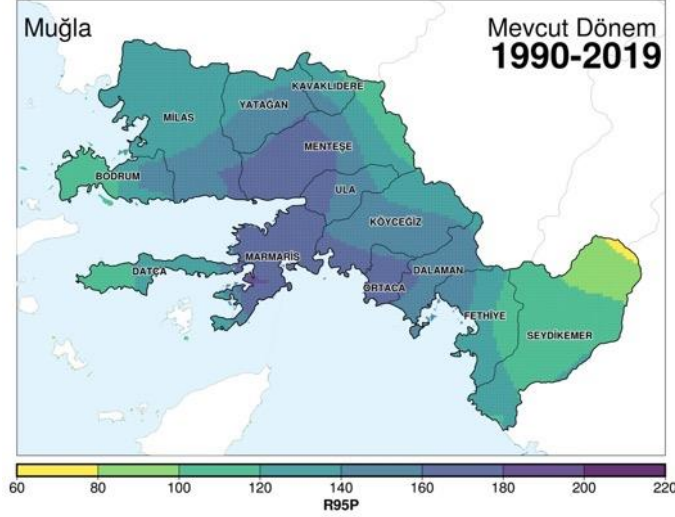 Muğla
Mevcut Dönem
1990-2019
KAVAKLIDERE
YATAĞAN
MİLAS
MENTEŞE
BODRUM
ULA
KÖYCEĞİZ
MARMARİS
DATÇA
DALAMAN
ORTACA
FETHİYE
SEYDİKEMER
60 80 100 120 140 160 180 200 220
R95P